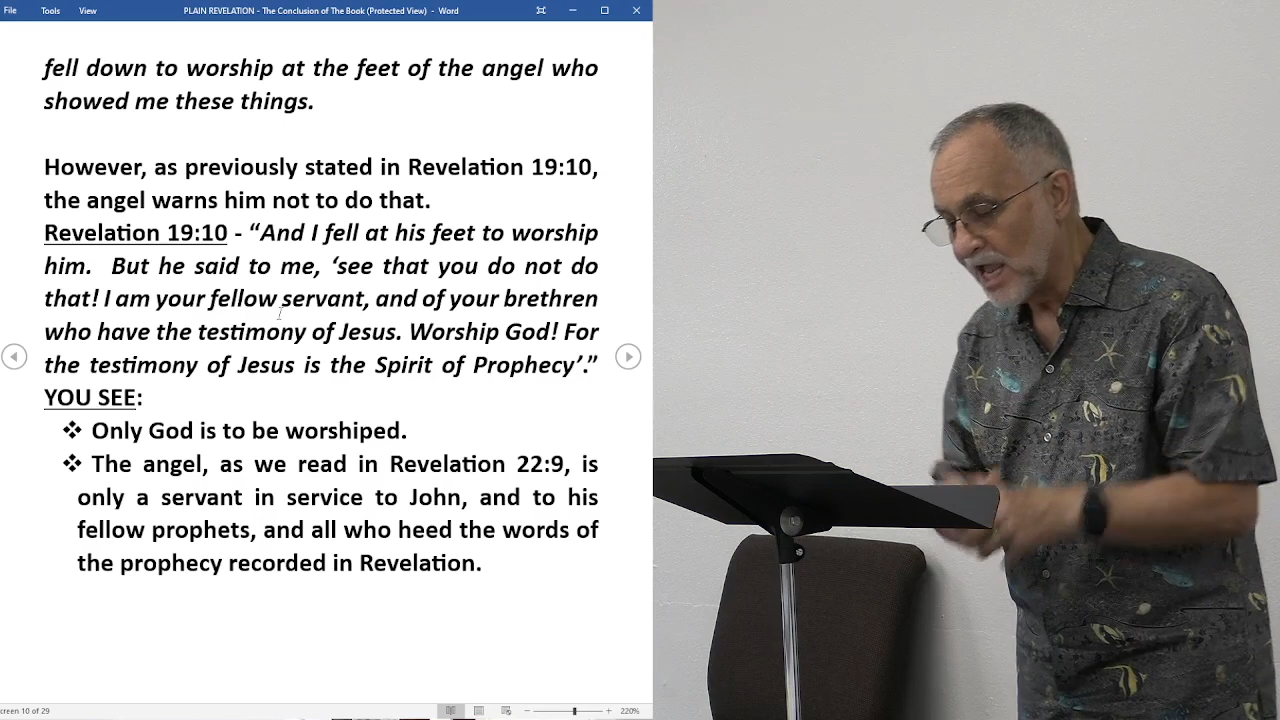 File Tools View PLAIN REVELATION - The Conclusion of The Book (Protected View) - Word
fell down to worship at the feet of the angel who
showed me these things.
However, as previously stated in Revelation 19:10,
the angel warns him not to do that.
Revelation 19:10 - “And I fell at his feet to worship
him. But he said to me, ‘see that you do not do
that! I am your fellow servant, and of your brethren
who have the testimony of Jesus. Worship God! For
the testimony of Jesus is the Spirit of Prophecy’.”
YOU SEE:
❖ Only God is to be worshiped.
❖ The angel, as we read in Revelation 22:9, is
only a servant in service to John, and to his
fellow prophets, and all who heed the words of
the prophecy recorded in Revelation.
creen 10 of 29 220%